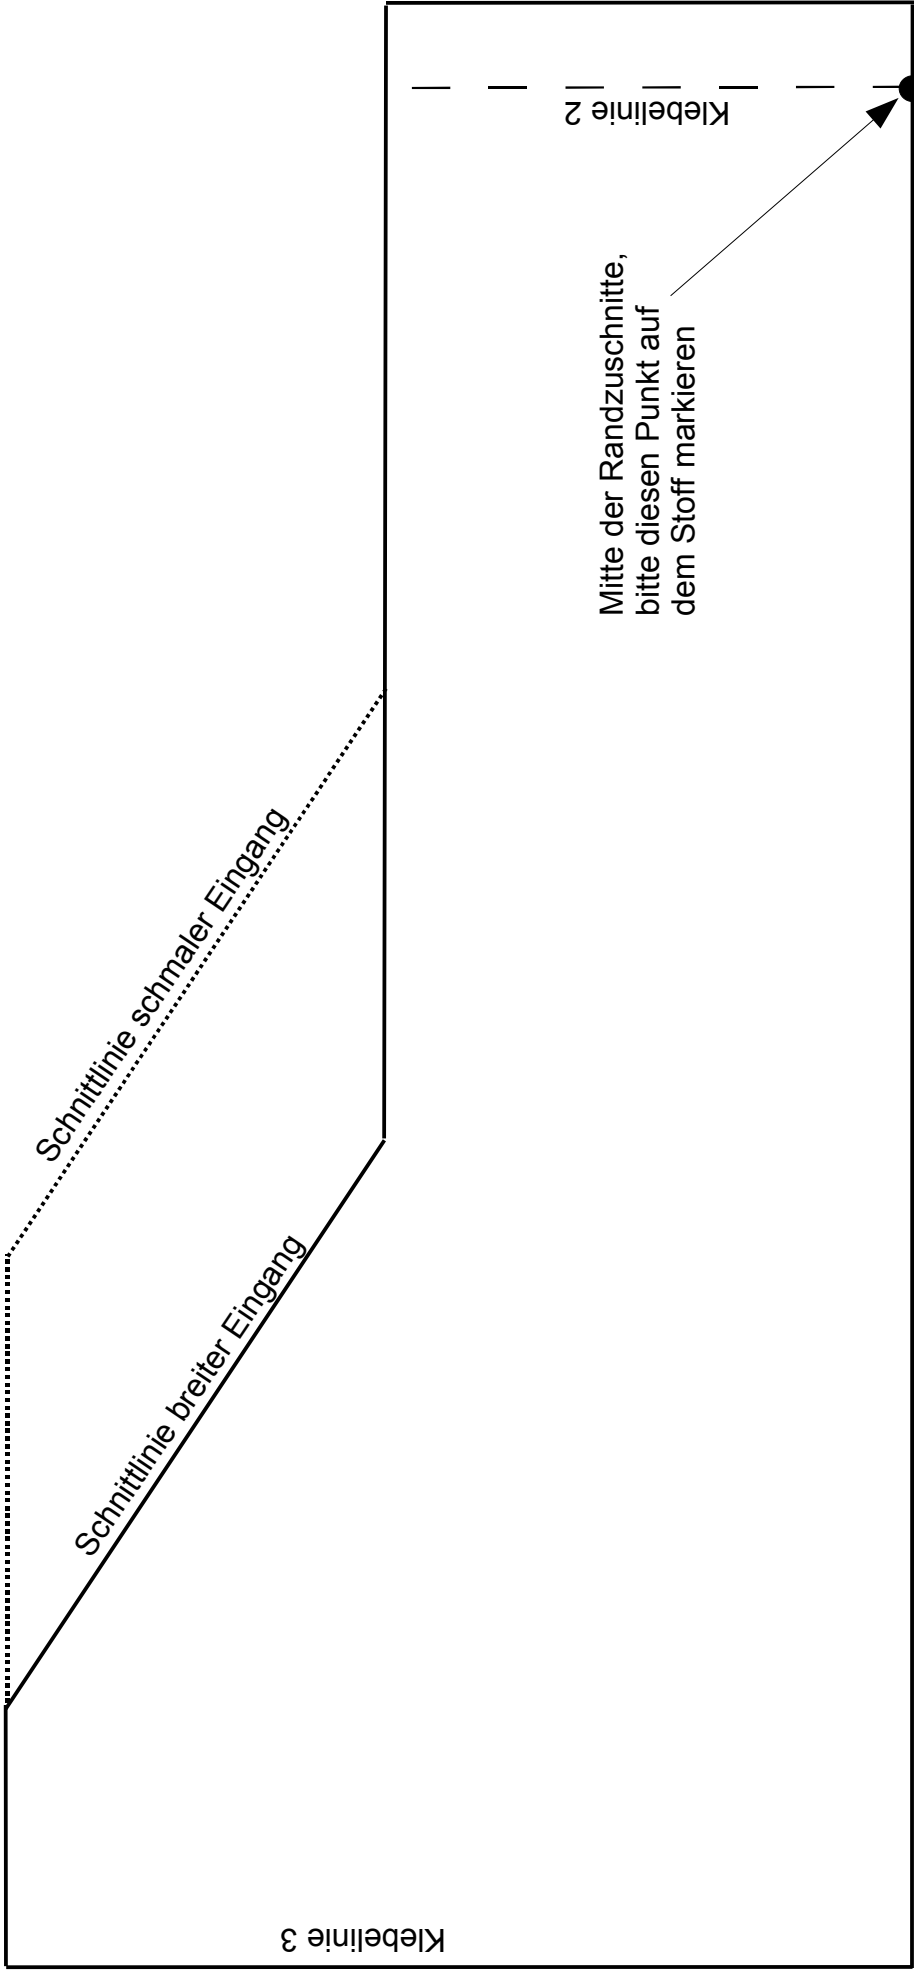 Klebelinie 2
Mitte der Randzuschnitte,
bitte diesen Punkt auf
dem Stoff markieren
Schnittlinie schmaler Eingang
Schnittlinie breiter Eingang
Klebelinie 3